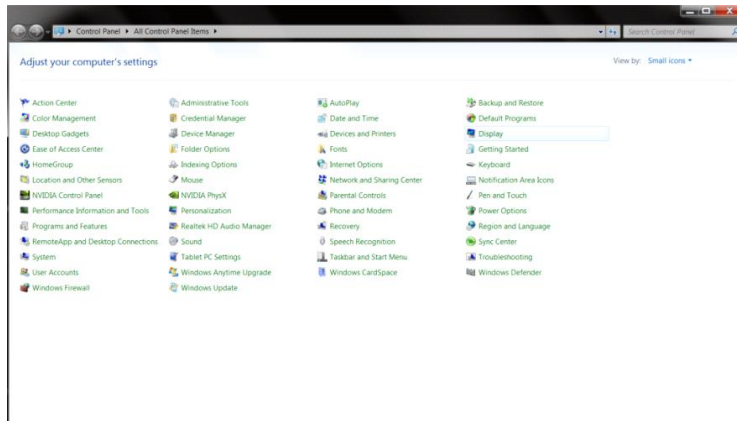 Control Panel ▸ All Control Panel Items ▸ Search Control Panel
Adjust your computer's settings View by: Small icons
Action Center Administrative Tools AutoPlay Backup and Restore
Color Management Credential Manager Date and Time Default Programs
Desktop Gadgets Device Manager Devices and Printers Display
Ease of Access Center Folder Options Fonts Getting Started
HomeGroup Indexing Options Internet Options Keyboard
Location and Other Sensors Mouse Network and Sharing Center Notification Area Icons
NVIDIA Control Panel NVIDIA PhysX Parental Controls Pen and Touch
Performance Information and Tools Personalization Phone and Modem Power Options
Programs and Features Realtek HD Audio Manager Recovery Region and Language
RemoteApp and Desktop Connections Sound Speech Recognition Sync Center
System Tablet PC Settings Taskbar and Start Menu Troubleshooting
User Accounts Windows Anytime Upgrade Windows CardSpace Windows Defender
Windows Firewall Windows Update